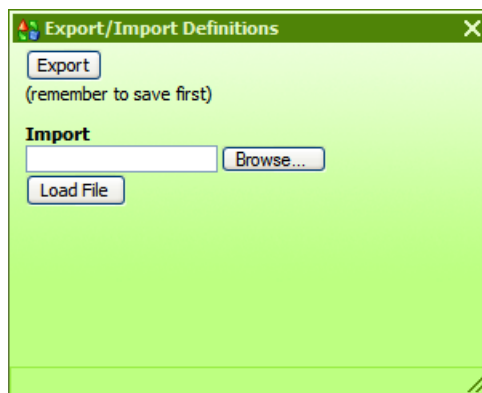 Export/Import Definitions
Export
(remember to save first)
Import
Browse...
Load File